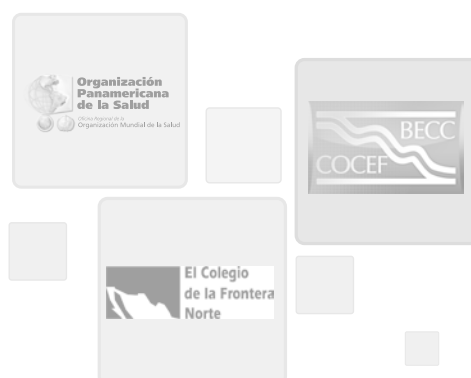 Organización
Panamericana
de la Salud
Oficina Regional de la
Organización Mundial de la Salud
BECC
COCEF
El Colegio
de la Frontera
Norte